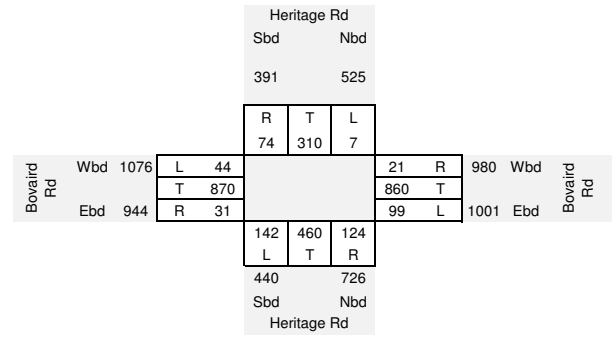 Heritage Rd
Sbd Nbd
391 525
R T L
74 310 7
Bovaird Rd Wbd 1076 L 44 21 R 980 Wbd Bovaird Rd
T 870 860 T
Ebd 944 R 31 99 L 1001 Ebd
142 460 124
L T R
440 726
Sbd Nbd
Heritage Rd